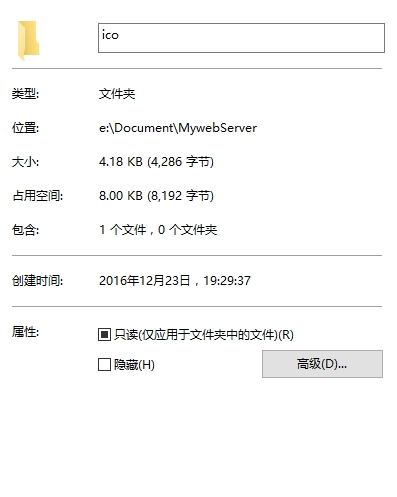 ico
类型: 文件夹
位置: e:\Document\MywebServer
大小: 4.18 KB (4,286 字节)
占用空间: 8.00 KB (8,192 字节)
包含: 1 个文件，0 个文件夹
创建时间: 2016年12月23日，19:29:37
属性: 只读(仅应用于文件夹中的文件)(R)
隐藏(H) 高级(D)...